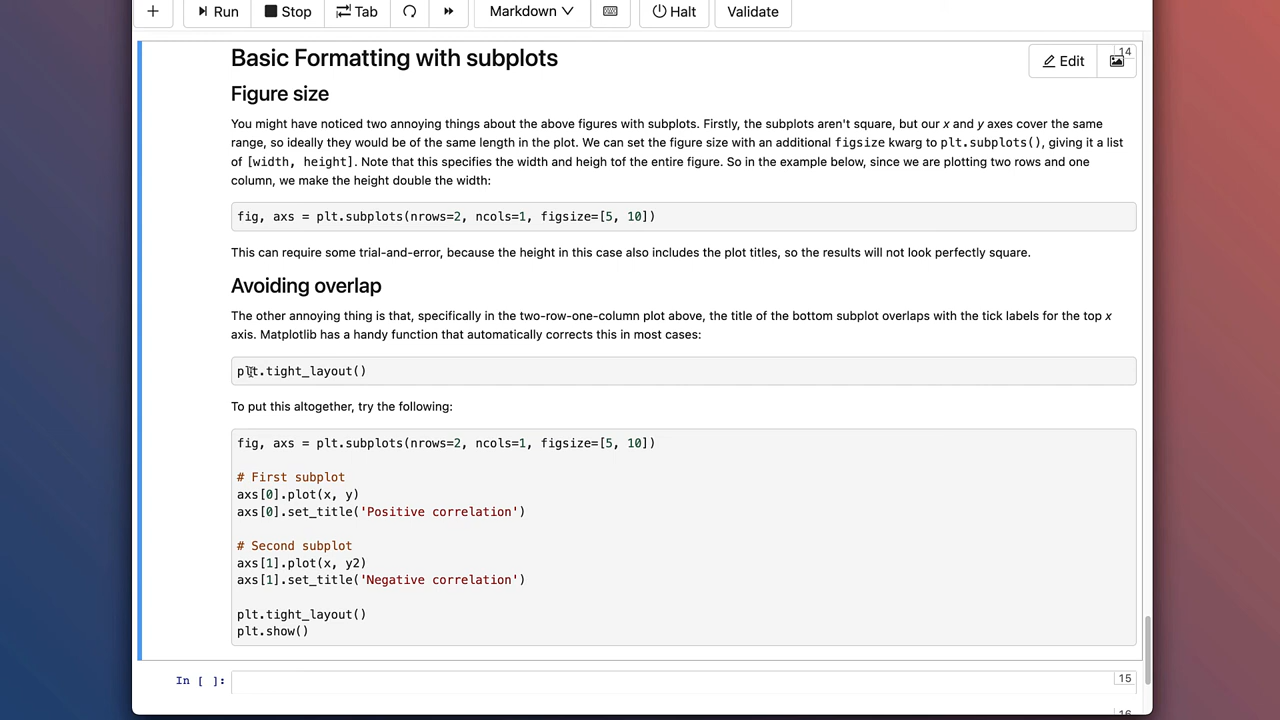 + Run Stop Tab Markdown Halt Validate
Basic Formatting with subplots
14
Edit
Figure size
You might have noticed two annoying things about the above figures with subplots. Firstly, the subplots aren't square, but our x and y axes cover the same
range, so ideally they would be of the same length in the plot. We can set the figure size with an additional figsize kwarg to plt.subplots(), giving it a list
of [width, height]. Note that this specifies the width and heigh tof the entire figure. So in the example below, since we are plotting two rows and one
column, we make the height double the width:
fig, axs = plt.subplots(nrows=2, ncols=1, figsize=[5, 10])
This can require some trial-and-error, because the height in this case also includes the plot titles, so the results will not look perfectly square.
Avoiding overlap
The other annoying thing is that, specifically in the two-row-one-column plot above, the title of the bottom subplot overlaps with the tick labels for the top x
axis. Matplotlib has a handy function that automatically corrects this in most cases:
plt.tight_layout()
To put this altogether, try the following:
fig, axs = plt.subplots(nrows=2, ncols=1, figsize=[5, 10])
# First subplot
axs[0].plot(x, y)
axs[0].set_title('Positive correlation')
# Second subplot
axs[1].plot(x, y2)
axs[1].set_title('Negative correlation')
plt.tight_layout()
plt.show()
In [ ]:
15